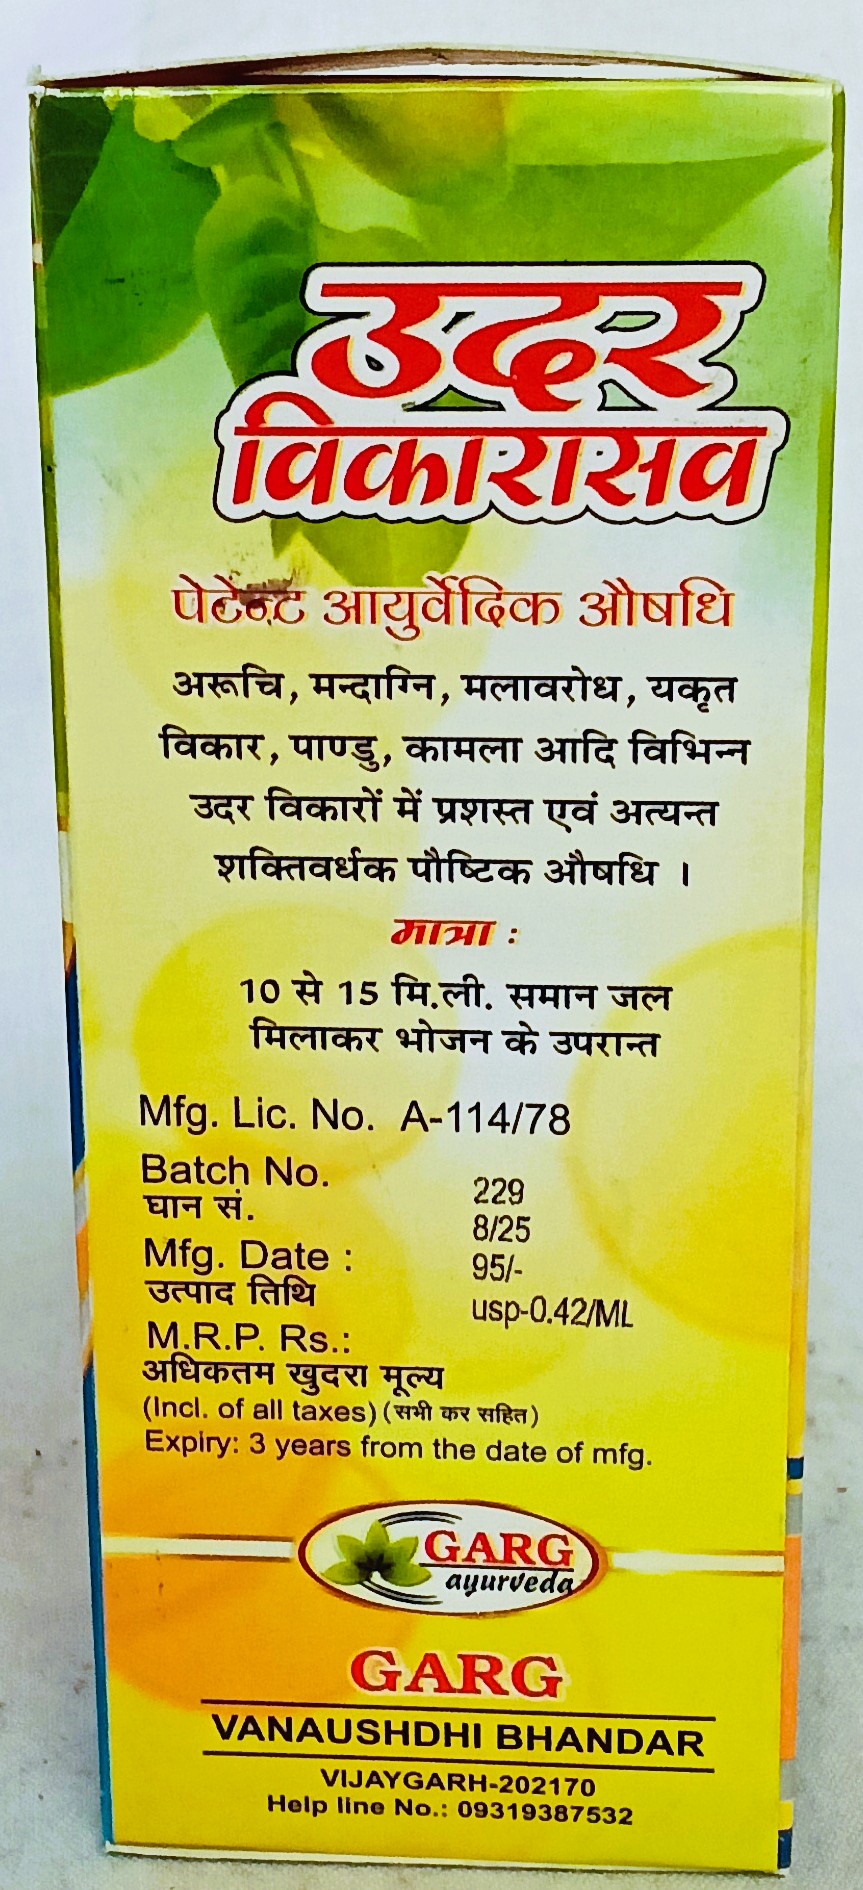 उदर
विकारासव
पेटेन्ट आयुर्वेदिक औषधि
अरूचि, मन्दाग्नि, मलावरोध, यकृत
विकार, पाण्डु, कामला आदि विभिन्न
उदर विकारों में प्रशस्त एवं अत्यन्त
शक्तिवर्धक पौष्टिक औषधि ।
मात्रा :
10 से 15 मि.ली. समान जल
मिलाकर भोजन के उपरान्त
Mfg. Lic. No. A-114/78
Batch No. 229
घान सं.
8/25
Mfg. Date :
95/-
उत्पाद तिथि
usp-0.42/ML
M.R.P. Rs.:
अधिकतम खुदरा मूल्य
(Incl. of all taxes) (सभी कर सहित)
Expiry: 3 years from the date of mfg.
GARG
ayurveda
GARG
VANAUSHDHI BHANDAR
VIJAYGARH-202170
Help line No.: 09319387532